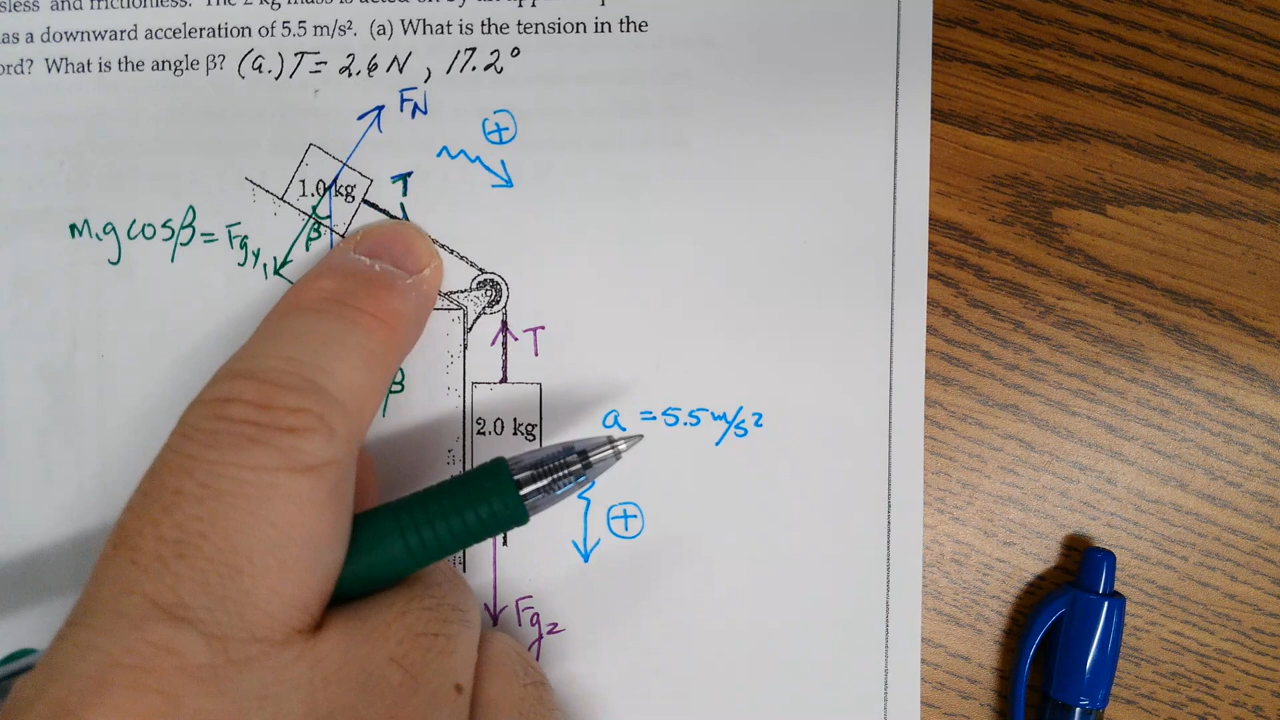 and frictionless. The 2 kg mass is acted on by an
as a downward acceleration of 5.5 m/s². (a) What is the tension in the
ord? What is the angle β? (a.) T = 2.6 N , 17.2°
FN
+
1.0 kg
T
m₁g cosβ = Fgy₁
β
T
β
2.0 kg
a = 5.5 m/s²
+
Fg₂